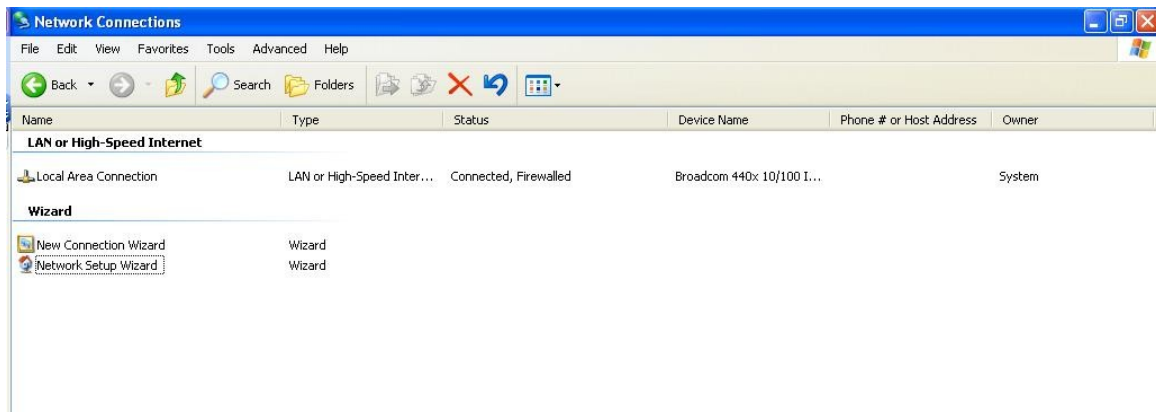 Network Connections
File Edit View Favorites Tools Advanced Help
Back Search Folders
Name Type Status Device Name Phone # or Host Address Owner
LAN or High-Speed Internet
Local Area Connection LAN or High-Speed Inter... Connected, Firewalled Broadcom 440x 10/100 I... System
Wizard
New Connection Wizard Wizard
Network Setup Wizard Wizard